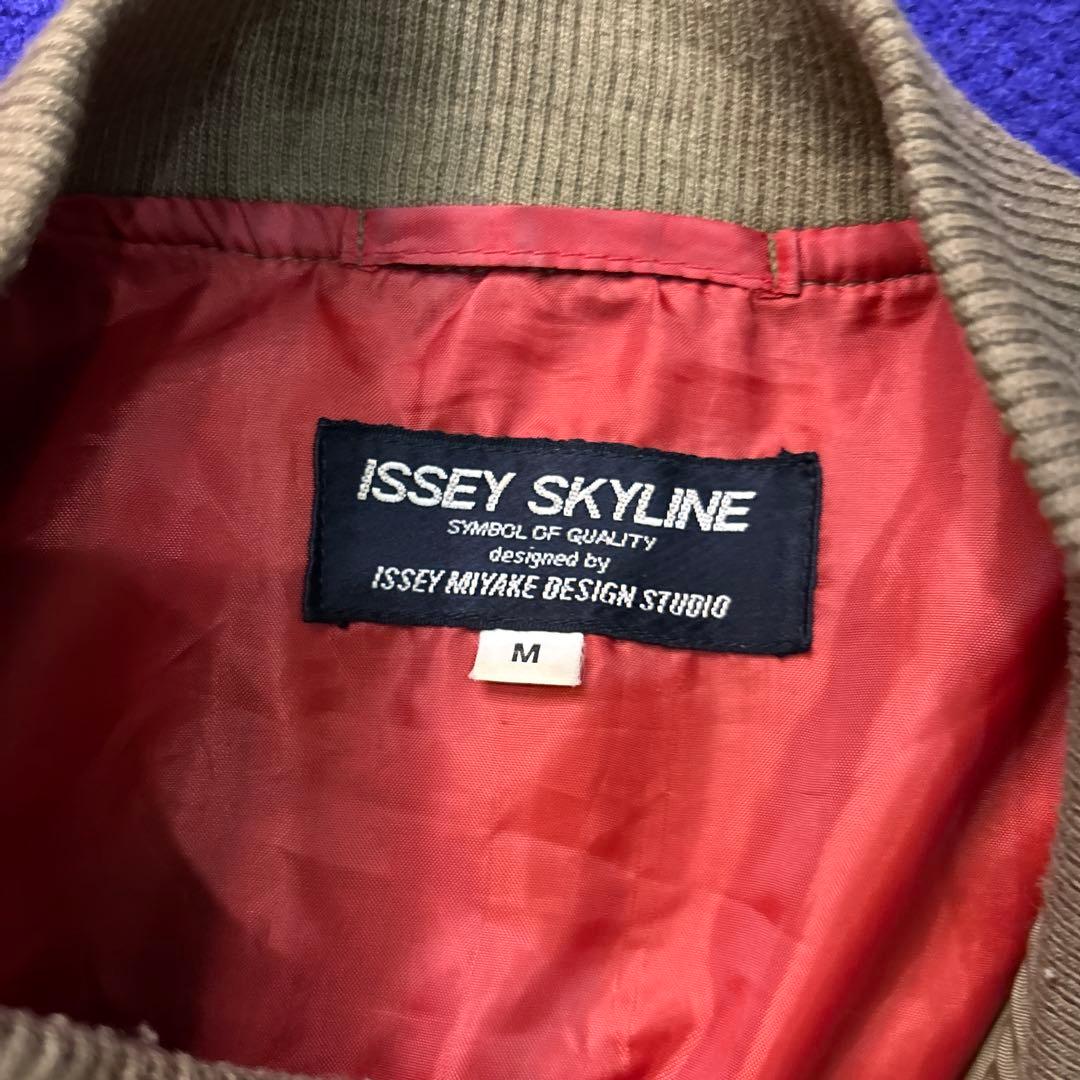 ISSEY SKYLINE
SYMBOL OF QUALITY
designed by
ISSEY MIYAKE DESIGN STUDIO
M